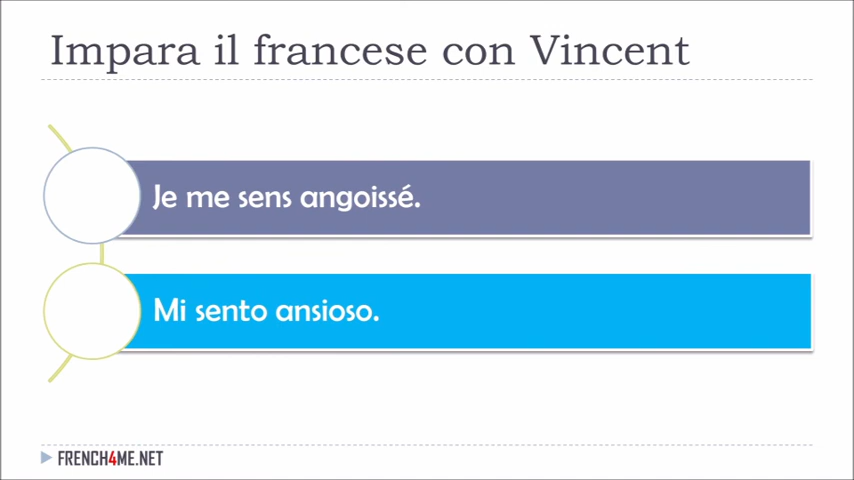 Impara il francese con Vincent
Je me sens angoissé.
Mi sento ansioso.
FRENCH4ME.NET